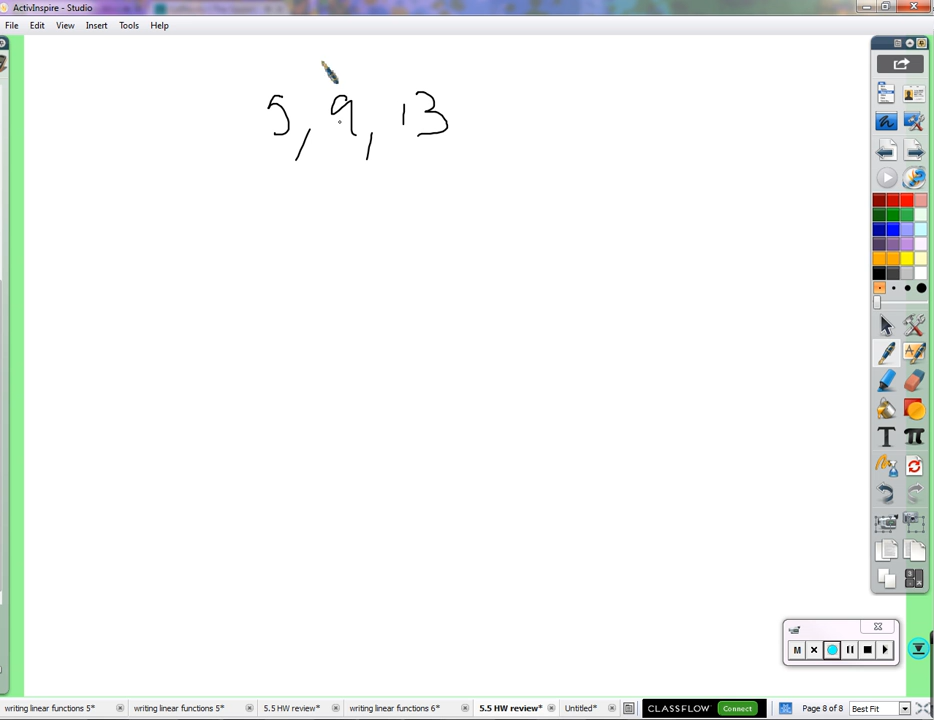 ActivInspire - Studio
File Edit View Insert Tools Help
5, 9, 13
M
writing linear functions 5* writing linear functions 5* 5.5 HW review* writing linear functions 6* 5.5 HW review* Untitled* CLASSFLOW Connect Page 8 of 8 Best Fit